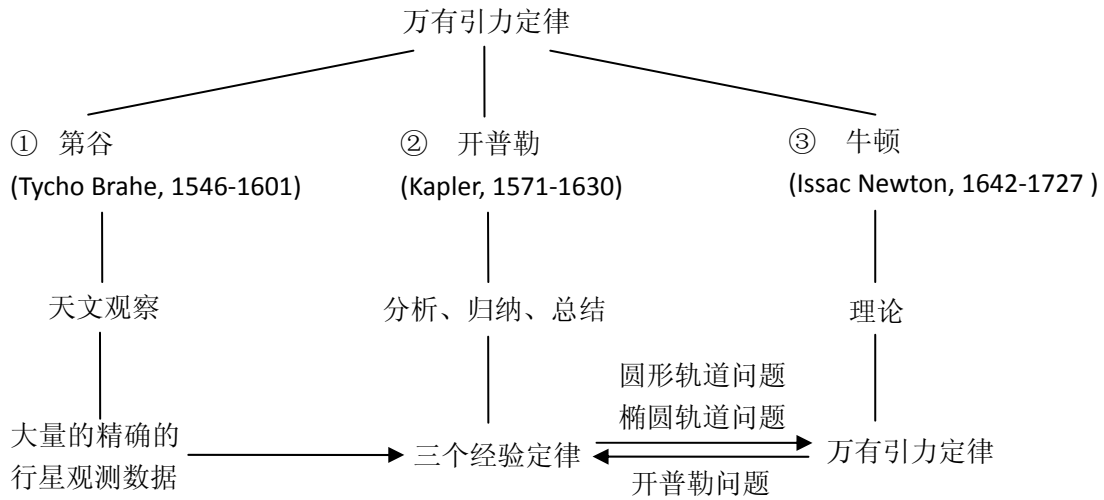 万有引力定律
① 第谷
(Tycho Brahe, 1546-1601)
② 开普勒
(Kapler, 1571-1630)
③ 牛顿
(Issac Newton, 1642-1727 )
天文观察
分析、归纳、总结
理论
圆形轨道问题
椭圆轨道问题
大量的精确的
行星观测数据
三个经验定律
万有引力定律
开普勒问题